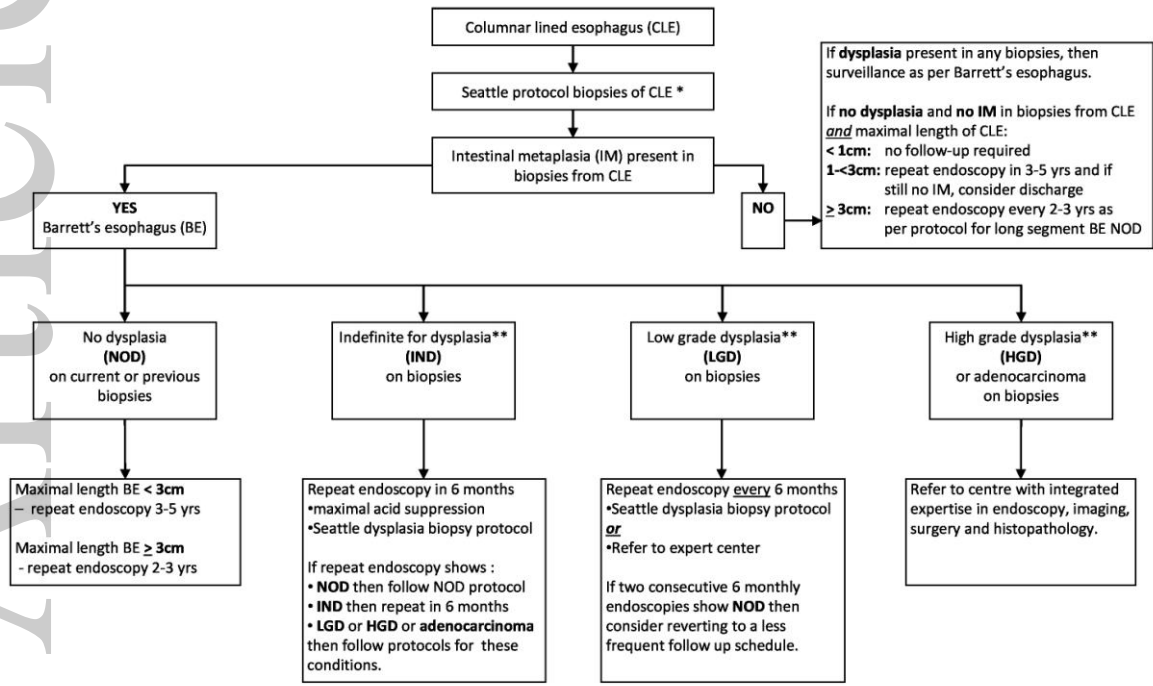 Article
Columnar lined esophagus (CLE)
Seattle protocol biopsies of CLE *
Intestinal metaplasia (IM) present in
biopsies from CLE
If dysplasia present in any biopsies, then
surveillance as per Barrett's esophagus.
If no dysplasia and no IM in biopsies from CLE
and maximal length of CLE:
< 1cm: no follow-up required
1-<3cm: repeat endoscopy in 3-5 yrs and if
still no IM, consider discharge
≥ 3cm: repeat endoscopy every 2-3 yrs as
per protocol for long segment BE NOD
YES
Barrett's esophagus (BE)
NO
No dysplasia
(NOD)
on current or previous
biopsies
Indefinite for dysplasia**
(IND)
on biopsies
Low grade dysplasia**
(LGD)
on biopsies
High grade dysplasia**
(HGD)
or adenocarcinoma
on biopsies
Maximal length BE < 3cm
– repeat endoscopy 3-5 yrs
Maximal length BE ≥ 3cm
- repeat endoscopy 2-3 yrs
Repeat endoscopy in 6 months
•maximal acid suppression
•Seattle dysplasia biopsy protocol
If repeat endoscopy shows :
• NOD then follow NOD protocol
• IND then repeat in 6 months
• LGD or HGD or adenocarcinoma
then follow protocols for these
conditions.
Repeat endoscopy every 6 months
•Seattle dysplasia biopsy protocol
or
•Refer to expert center
If two consecutive 6 monthly
endoscopies show NOD then
consider reverting to a less
frequent follow up schedule.
Refer to centre with integrated
expertise in endoscopy, imaging,
surgery and histopathology.